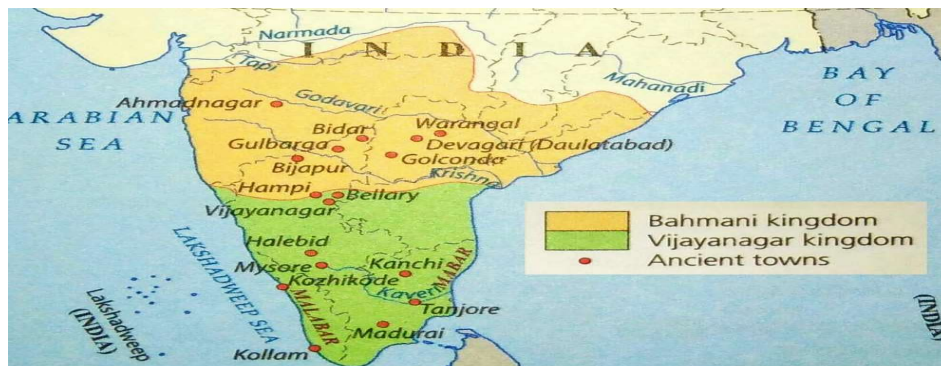 Narmada
INDIA
Tapi
Mahanadi
BAY
OF
BENGAL
Ahmadnagar
Godavari
ARABIAN
SEA
Bidar
Warangal
Gulbarga
Devagari (Daulatabad)
Golconda
Bijapur
Krishna
Hampi
Bellary
Vijayanagar
Bahmani kingdom
Vijayanagar kingdom
Ancient towns
Halebid
LAKSHADWEEP SEA
Mysore
Kanchi
MABAR
Kozhikode
Kaveri
MALABAR
Tanjore
Lakshadweep
(INDIA)
Madurai
Kollam
(INDIA)